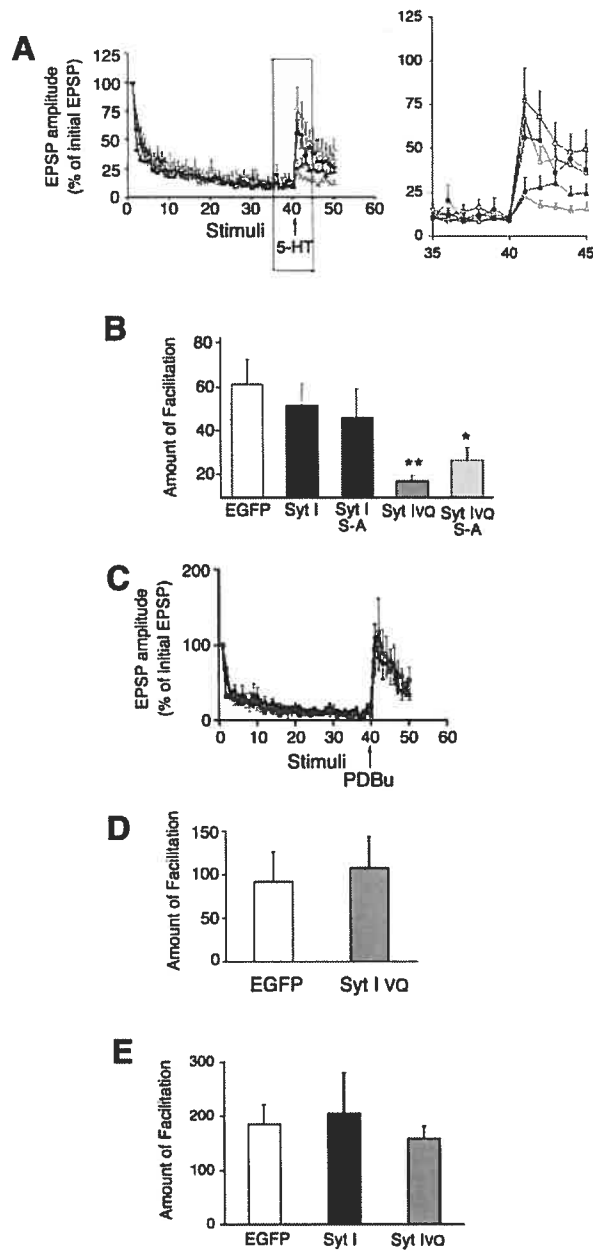 A
EPSP amplitude
(% of initial EPSP)
125
100
75
50
25
0
0 10 20 30 40 50 60
Stimuli
5-HT
125
100
75
50
25
0
35 40 45
B
Amount of Facilitation
80
60
40
20
EGFP Syt I Syt I Syt IVQ Syt IVQ
S-A S-A
**
*
C
EPSP amplitude
(% of initial EPSP)
200
100
0
0 10 20 30 40 50 60
Stimuli
PDBu
D
Amount of Facilitation
150
100
50
0
EGFP Syt I VQ
E
Amount of Facilitation
300
200
100
0
EGFP Syt I Syt IVQ